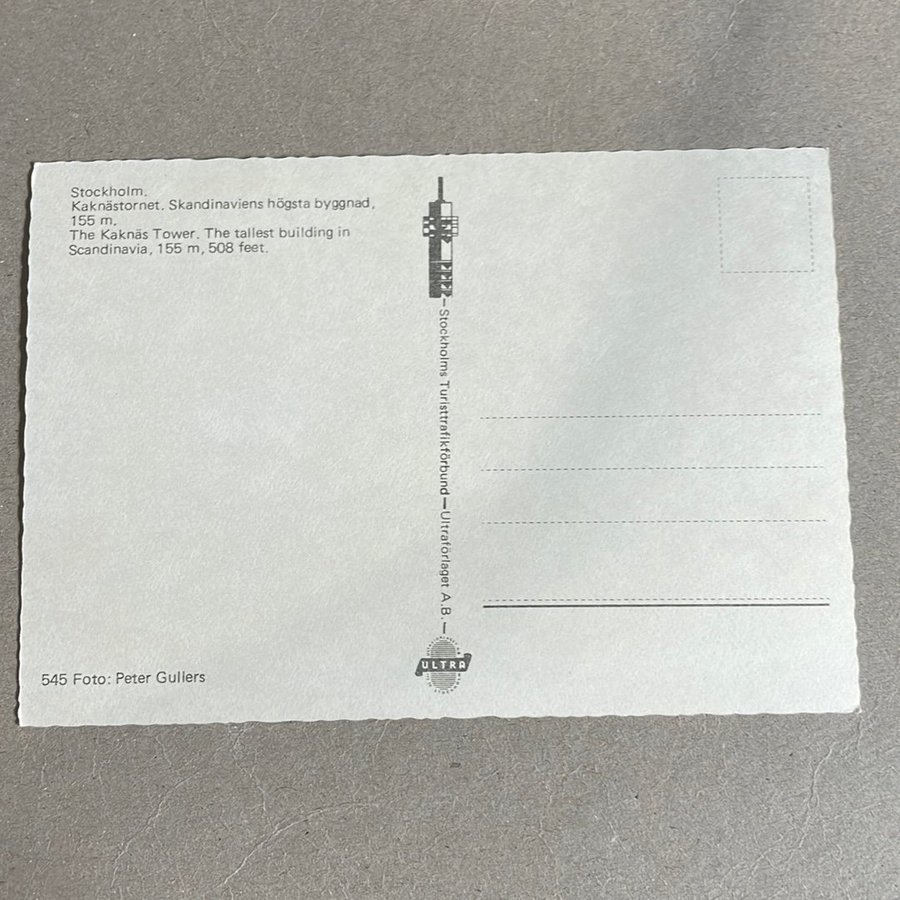 Stockholm.
Kaknästornet. Skandinaviens högsta byggnad,
155 m.
The Kaknäs Tower. The tallest building in
Scandinavia, 155 m, 508 feet.
—Stockholms Turisttrafikförbund—Ultraförlaget A.B.—
ULTRA
545 Foto: Peter Gullers